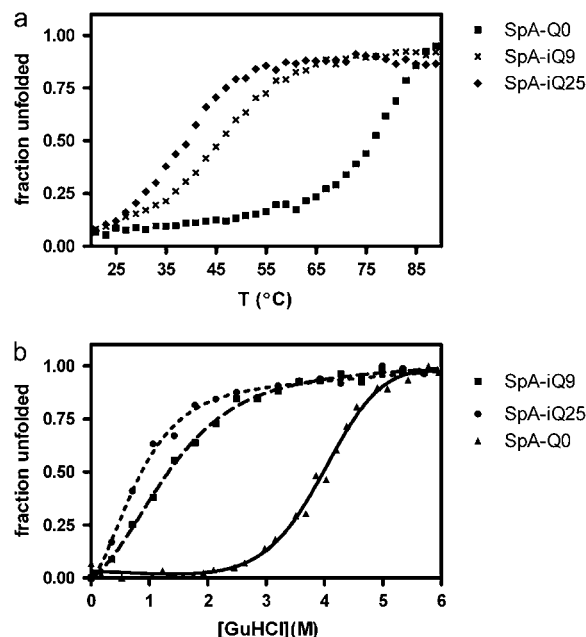 a
SpA-Q0
SpA-iQ9
SpA-iQ25
fraction unfolded
1.00
0.75
0.50
0.25
0.00
25 35 45 55 65 75 85
T (°C)
b
SpA-iQ9
SpA-iQ25
SpA-Q0
fraction unfolded
1.00
0.75
0.50
0.25
0.00
0 1 2 3 4 5 6
[GuHCl](M)